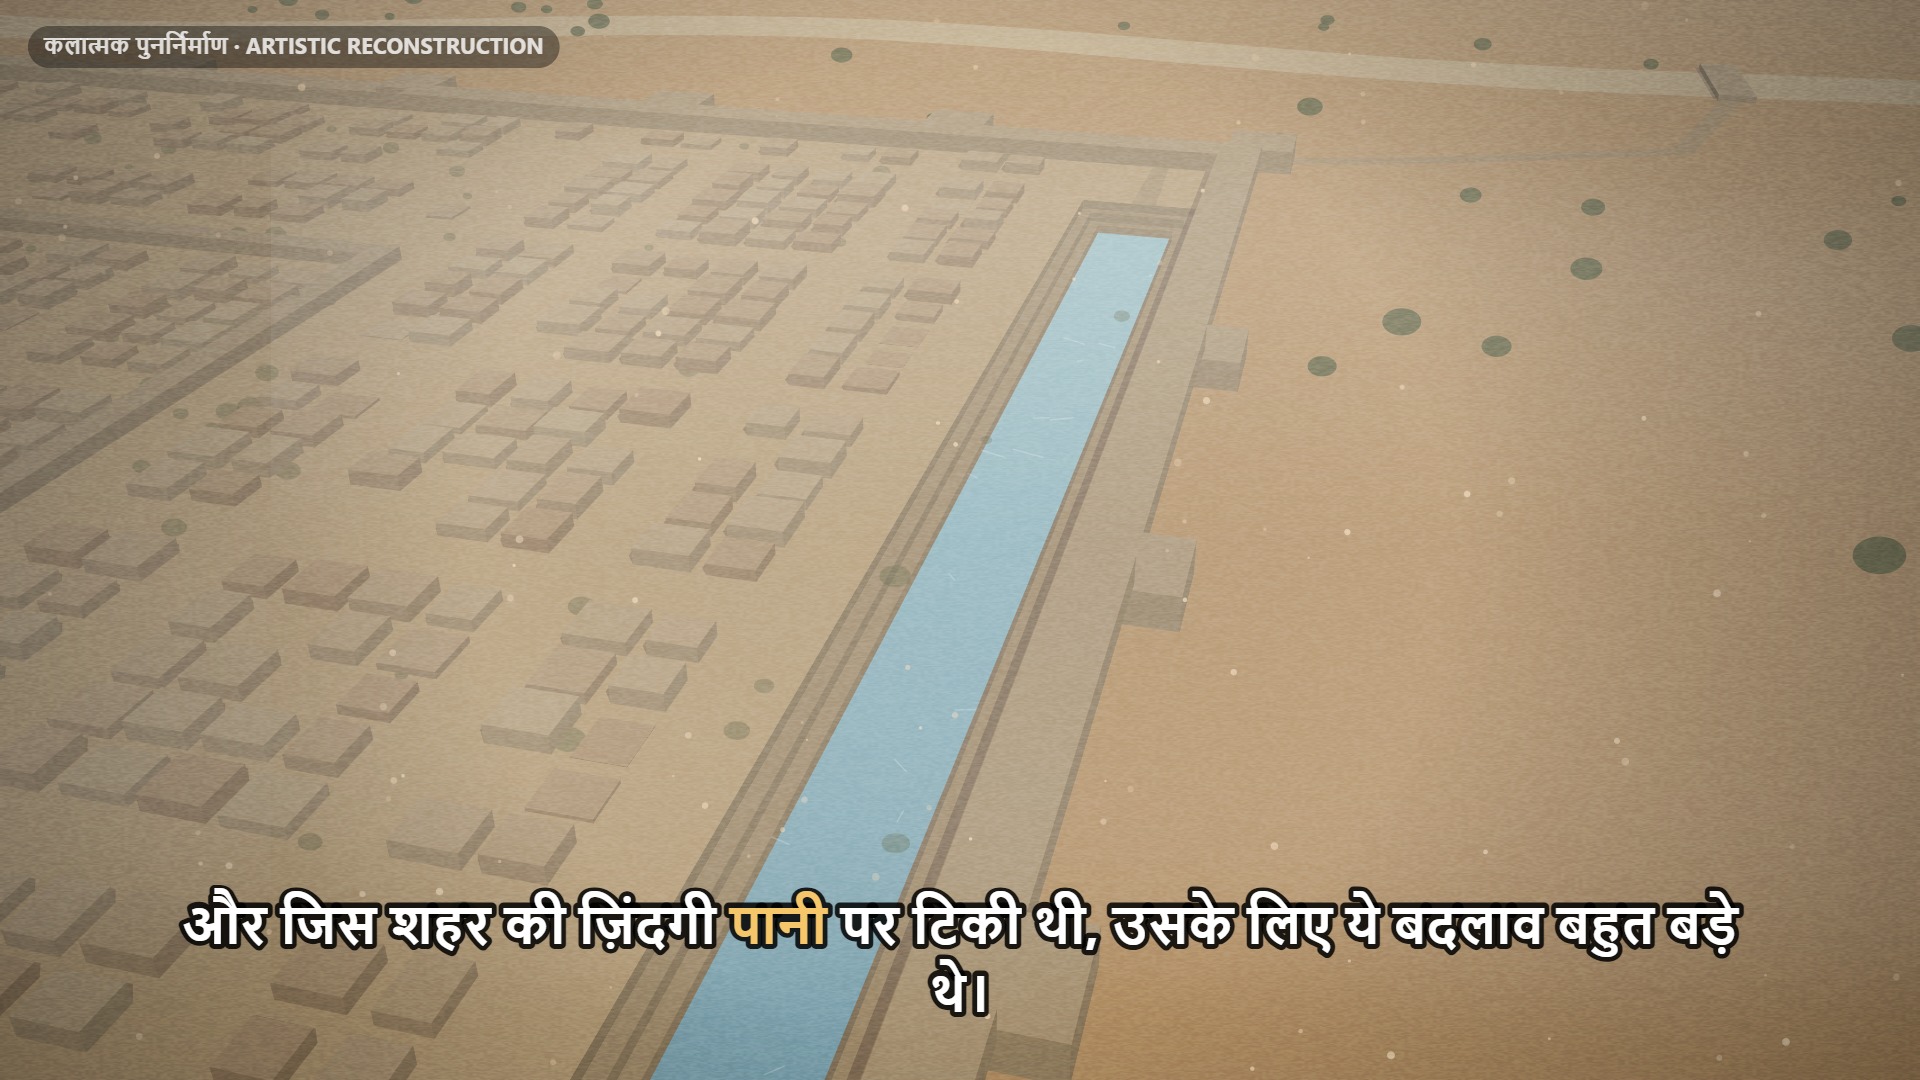 कलात्मक पुनर्निर्माण · ARTISTIC RECONSTRUCTION
और जिस शहर की ज़िंदगी पानी पर टिकी थी, उसके लिए ये बदलाव बहुत बड़े
थे।